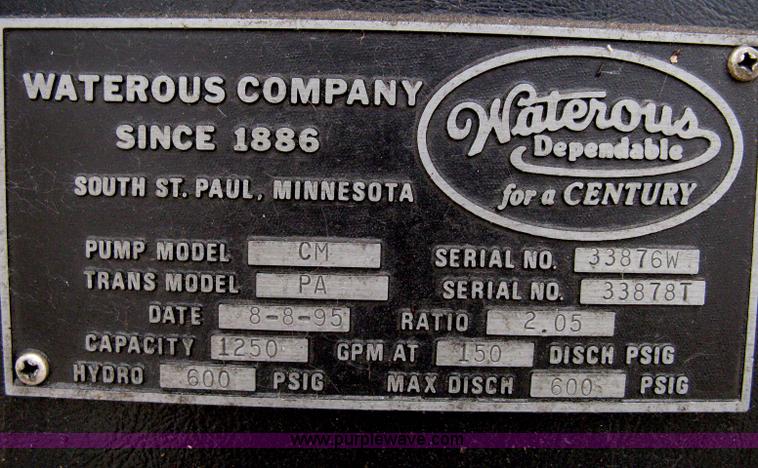 WATEROUS COMPANY
SINCE 1886
SOUTH ST. PAUL, MINNESOTA
Waterous
Dependable
for a CENTURY
PUMP MODEL CM SERIAL NO. 33876W
TRANS MODEL PA SERIAL NO. 33878T
DATE 8-8-95 RATIO 2.05
CAPACITY 1250 GPM AT 150 DISCH PSIG
HYDRO 600 PSIG MAX DISCH 600 PSIG
www.purplewave.com